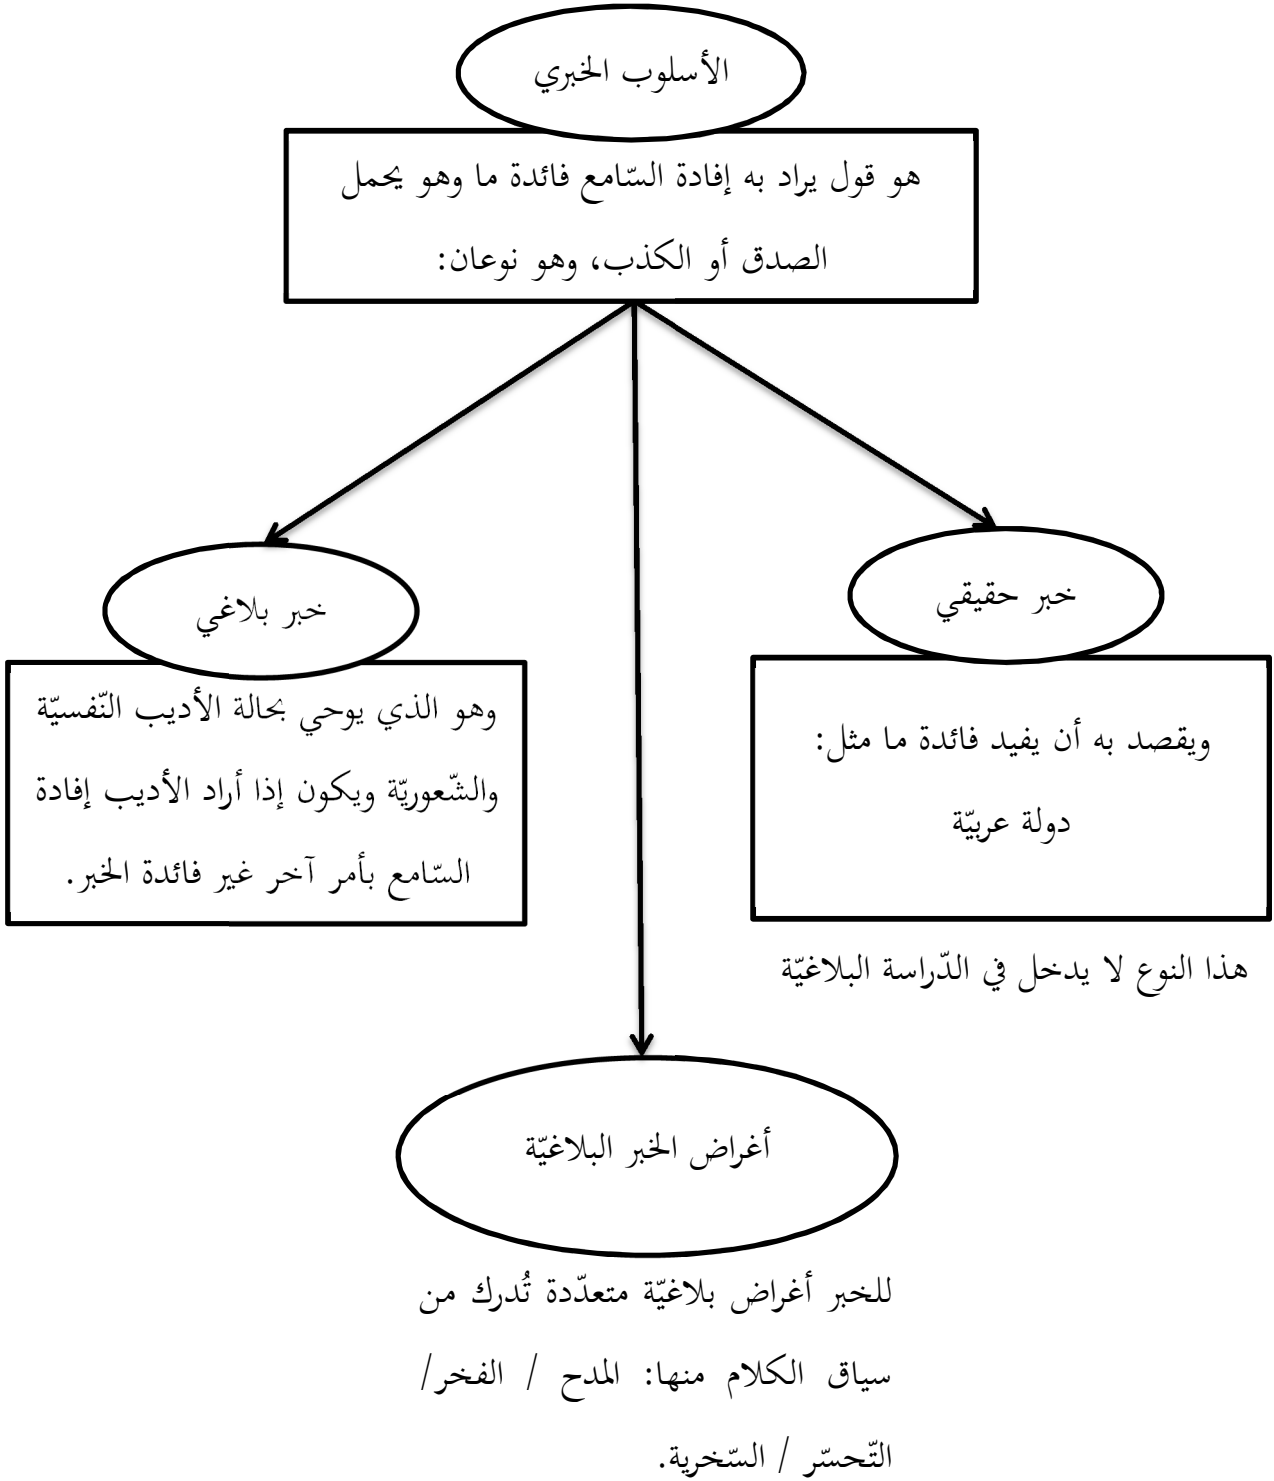 الأسلوب الخبري
هو قول يراد به إفادة السّامع فائدة ما وهو يحمل
الصدق أو الكذب، وهو نوعان:
خبر حقيقي
ويقصد به أن يفيد فائدة ما مثل:
دولة عربيّة
هذا النوع لا يدخل في الدّراسة البلاغيّة
خبر بلاغي
وهو الذي يوحي بحالة الأديب النّفسيّة
والشّعوريّة ويكون إذا أراد الأديب إفادة
السّامع بأمر آخر غير فائدة الخبر.
أغراض الخبر البلاغيّة
للخبر أغراض بلاغيّة متعدّدة تُدرك من
سياق الكلام منها: المدح / الفخر/
التّحسّر / السّخرية.